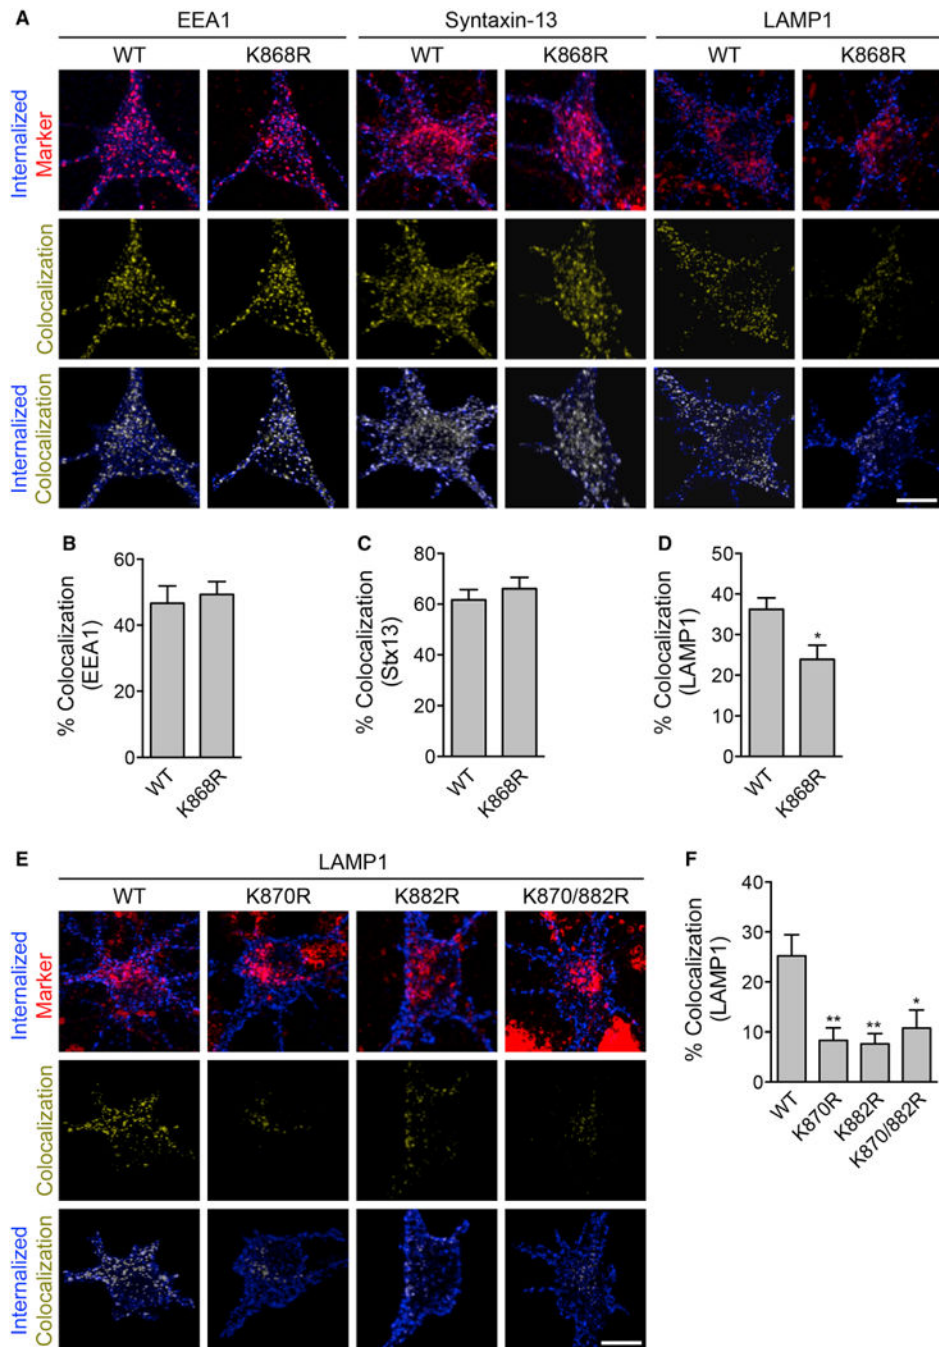 A
EEA1
Syntaxin-13
LAMP1
WT
K868R
WT
K868R
WT
K868R
Internalized
Marker
Colocalization
Internalized
Colocalization
B
% Colocalization
(EEA1)
60
40
20
0
WT
K868R
C
% Colocalization
(Stx13)
80
60
40
20
0
WT
K868R
D
% Colocalization
(LAMP1)
50
40
30
20
10
0
*
WT
K868R
E
LAMP1
WT
K870R
K882R
K870/882R
Internalized
Marker
Colocalization
Internalized
Colocalization
F
% Colocalization
(LAMP1)
40
30
20
10
0
**
**
*
WT
K870R
K882R
K870/882R